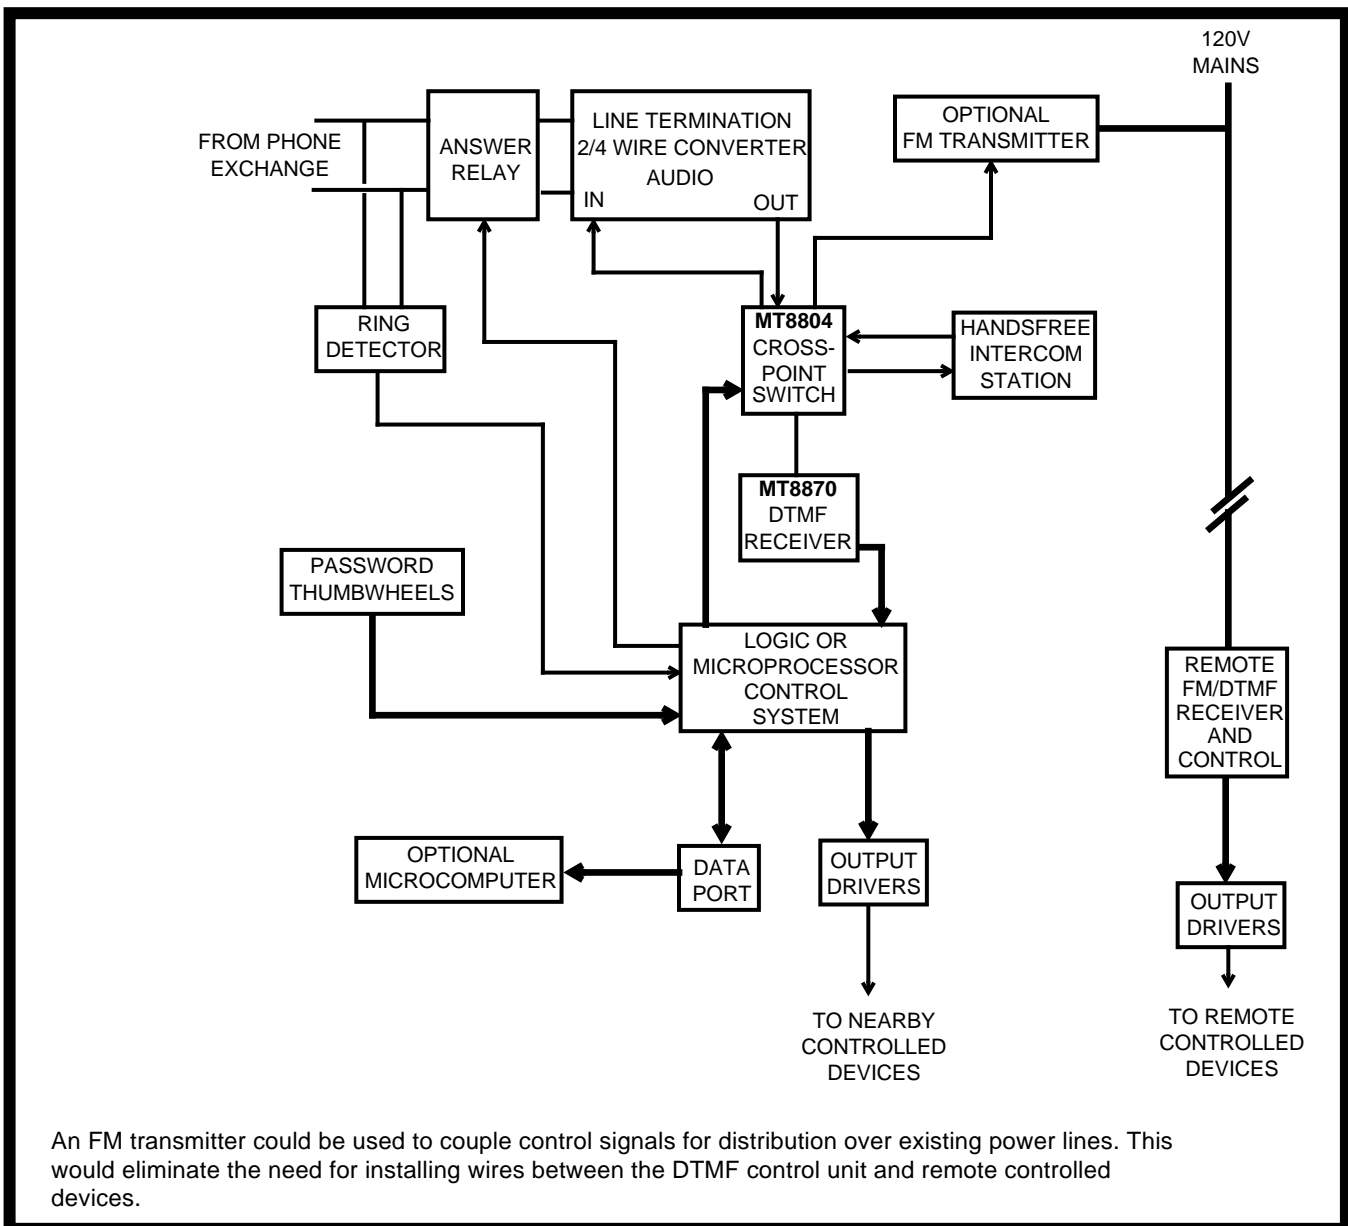 120V
MAINS
FROM PHONE
EXCHANGE
ANSWER
RELAY
LINE TERMINATION
2/4 WIRE CONVERTER
AUDIO
IN
OUT
OPTIONAL
FM TRANSMITTER
RING
DETECTOR
MT8804
CROSS-
POINT
SWITCH
HANDSFREE
INTERCOM
STATION
MT8870
DTMF
RECEIVER
PASSWORD
THUMBWHEELS
LOGIC OR
MICROPROCESSOR
CONTROL
SYSTEM
REMOTE
FM/DTMF
RECEIVER
AND
CONTROL
OPTIONAL
MICROCOMPUTER
DATA
PORT
OUTPUT
DRIVERS
OUTPUT
DRIVERS
TO NEARBY
CONTROLLED
DEVICES
TO REMOTE
CONTROLLED
DEVICES
An FM transmitter could be used to couple control signals for distribution over existing power lines. This
would eliminate the need for installing wires between the DTMF control unit and remote controlled
devices.